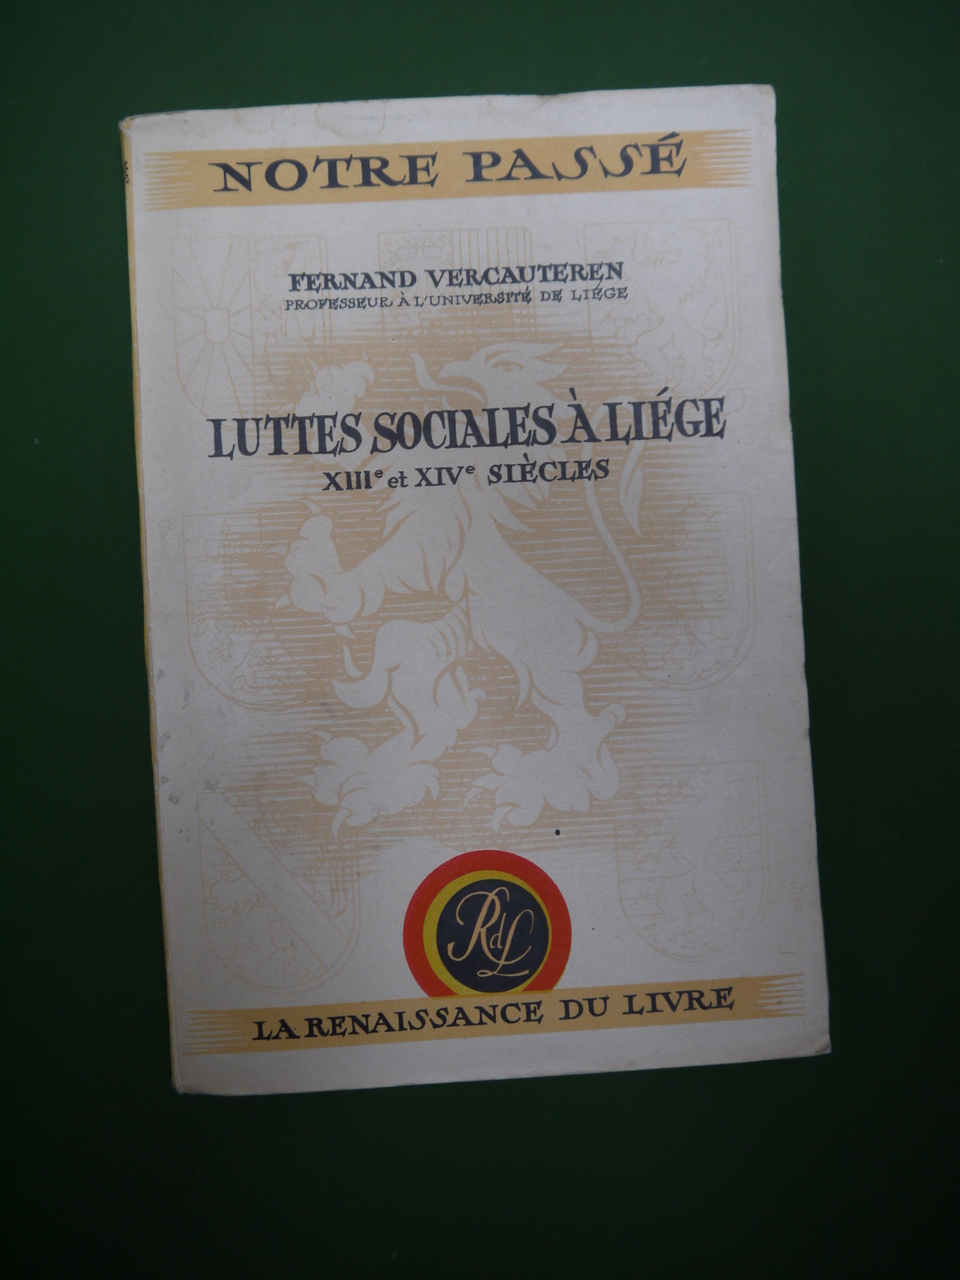 NOTRE PASSÉ
FERNAND VERCAUTEREN
PROFESSEUR À L'UNIVERSITÉ DE LIÉGE
LUTTES SOCIALES À LIÉGE
XIIIe et XIVe SIÈCLES
RdL
LA RENAISSANCE DU LIVRE